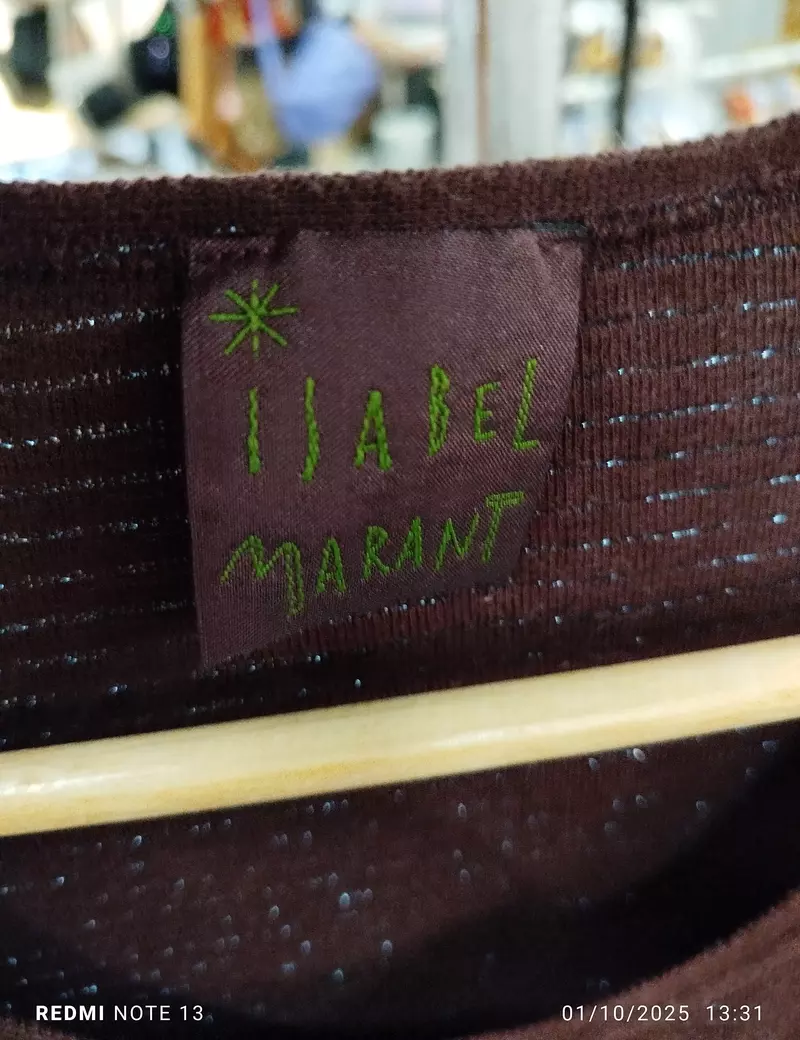 ISABEL
MARANT
REDMI NOTE 13
01/10/2025 13:31